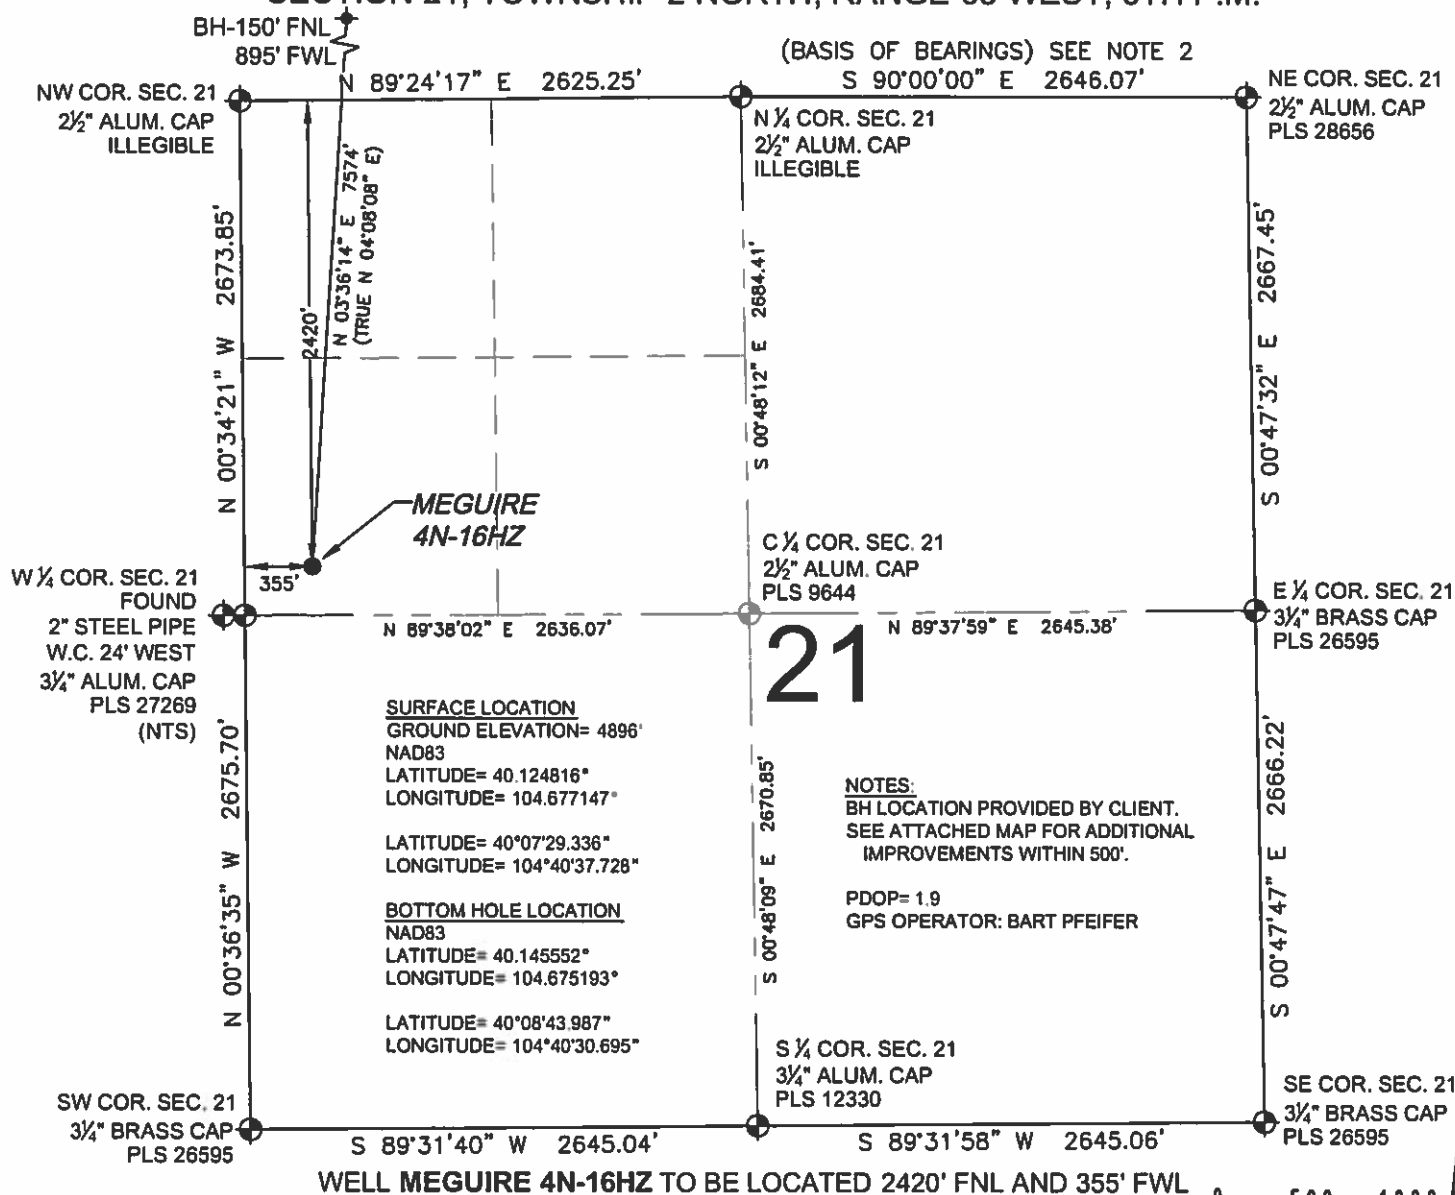 BH-150' FNL
895' FWL
(BASIS OF BEARINGS) SEE NOTE 2
N 89°24'17" E 2625.25'
S 90°00'00" E 2646.07'
NW COR. SEC. 21
2½" ALUM. CAP
ILLEGIBLE
N ¼ COR. SEC. 21
2½" ALUM. CAP
ILLEGIBLE
NE COR. SEC. 21
2½" ALUM. CAP
PLS 28656
N 00°34'21" W 2673.85'
2420'
N 03°36'14" E 7574'
(TRUE N 04°08'08" E)
S 00°48'12" E 2684.41'
S 00°47'32" E 2667.45'
MEGUIRE
4N-16HZ
355'
W ¼ COR. SEC. 21
FOUND
2" STEEL PIPE
W.C. 24' WEST
3¼" ALUM. CAP
PLS 27269
(NTS)
C ¼ COR. SEC. 21
2½" ALUM. CAP
PLS 9644
E ¼ COR. SEC. 21
3¼" BRASS CAP
PLS 26595
N 89°38'02" E 2636.07'
N 89°37'59" E 2645.38'
21
SURFACE LOCATION
GROUND ELEVATION= 4896'
NAD83
LATITUDE= 40.124816°
LONGITUDE= 104.677147°
LATITUDE= 40°07'29.336"
LONGITUDE= 104°40'37.728"
BOTTOM HOLE LOCATION
NAD83
LATITUDE= 40.145552°
LONGITUDE= 104.675193°
LATITUDE= 40°08'43.987"
LONGITUDE= 104°40'30.695"
NOTES:
BH LOCATION PROVIDED BY CLIENT.
SEE ATTACHED MAP FOR ADDITIONAL
IMPROVEMENTS WITHIN 500'.
PDOP= 1.9
GPS OPERATOR: BART PFEIFER
N 00°36'35" W 2675.70'
S 00°48'09" E 2670.85'
S 00°47'47" E 2666.22'
SW COR. SEC. 21
3¼" BRASS CAP
PLS 26595
S ¼ COR. SEC. 21
3¼" ALUM. CAP
PLS 12330
SE COR. SEC. 21
3¼" BRASS CAP
PLS 26595
S 89°31'40" W 2645.04'
S 89°31'58" W 2645.06'
WELL MEGUIRE 4N-16HZ TO BE LOCATED 2420' FNL AND 355' FWL